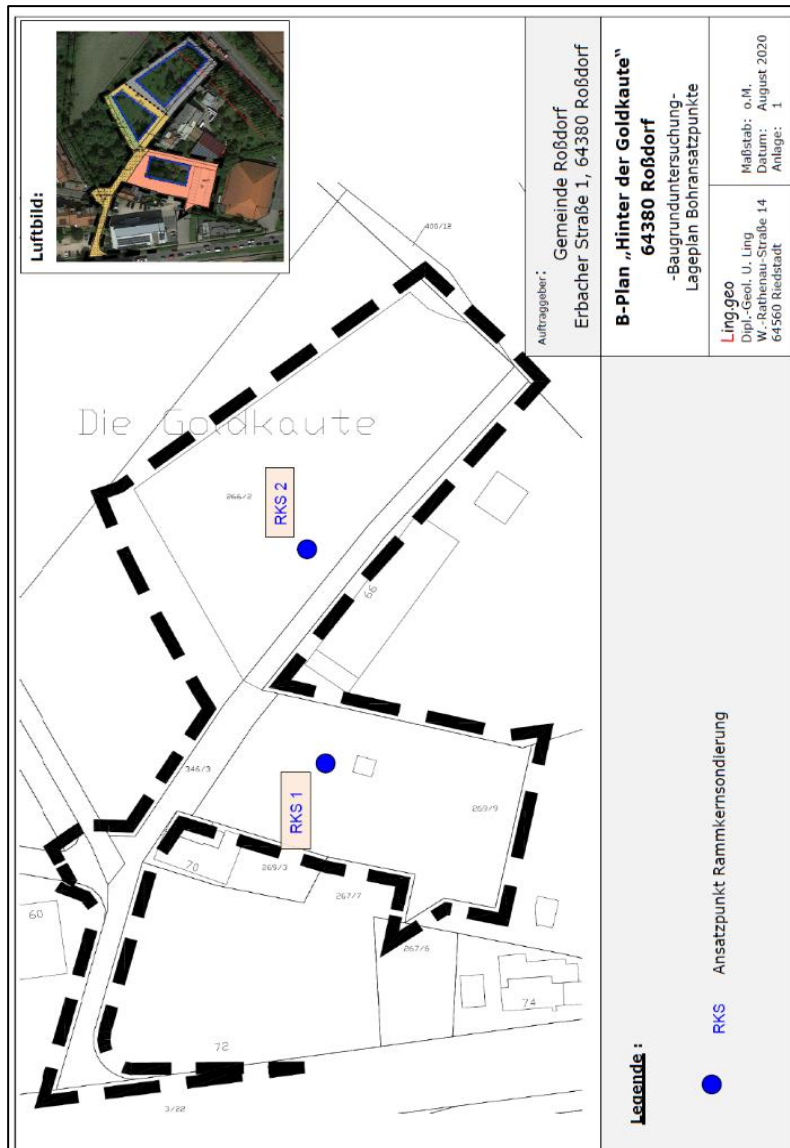 Luftbild:
Die Goldkaute
400/18
266/2
RKS 2
66
346/3
RKS 1
70
269/3
267/7
269/9
267/6
60
72
74
3/22
Auftraggeber:
Gemeinde Roßdorf
Erbacher Straße 1, 64380 Roßdorf
B-Plan „Hinter der Goldkaute“
64380 Roßdorf
-Baugrunduntersuchung-
Lageplan Bohransatzpunkte
Ling.geo
Dipl.-Geol. U. Ling
W.-Rathenau-Straße 14
64560 Riedstadt
Maßstab: o.M.
Datum: August 2020
Anlage: 1
Legende :
RKS Ansatzpunkt Rammkernsondierung